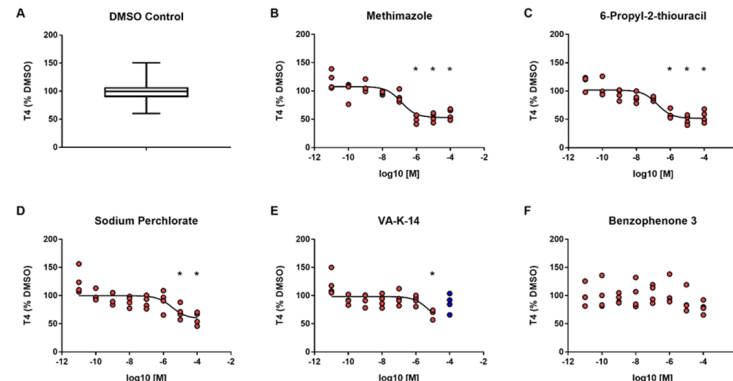 A
DMSO Control
T4 (% DMSO)
200
150
100
50
0
B
Methimazole
T4 (% DMSO)
200
150
100
50
0
* * *
-12 -10 -8 -6 -4 -2
log10 [M]
C
6-Propyl-2-thiouracil
T4 (% DMSO)
200
150
100
50
0
* * *
-12 -10 -8 -6 -4
log10 [M]
D
Sodium Perchlorate
T4 (% DMSO)
200
150
100
50
0
* *
-12 -10 -8 -6 -4 -2
log10 [M]
E
VA-K-14
T4 (% DMSO)
200
150
100
50
0
*
-12 -10 -8 -6 -4 -2
log10 [M]
F
Benzophenone 3
T4 (% DMSO)
200
150
100
50
0
-12 -10 -8 -6 -4
log10 [M]